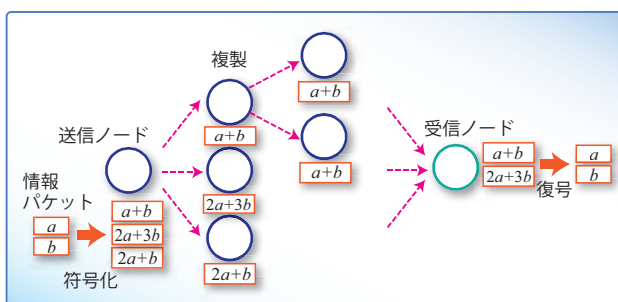 情報
パケット
a
b
符号化
送信ノード
a+b
2a+3b
2a+b
複製
a+b
2a+3b
2a+b
a+b
a+b
受信ノード
a+b
2a+3b
復号
a
b